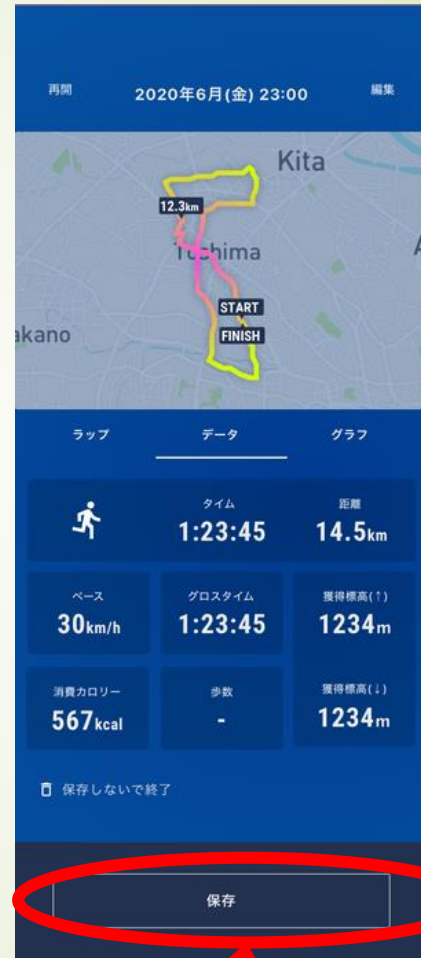 再開 2020年6月(金) 23:00 編集
Kita
12.3km
Toshima
START
akano
FINISH
ラップ データ グラフ
タイム 距離
1:23:45 14.5km
ペース グロスタイム 獲得標高(↑)
30km/h 1:23:45 1234m
消費カロリー 歩数 獲得標高(↓)
567kcal - 1234m
保存しないで終了
保存